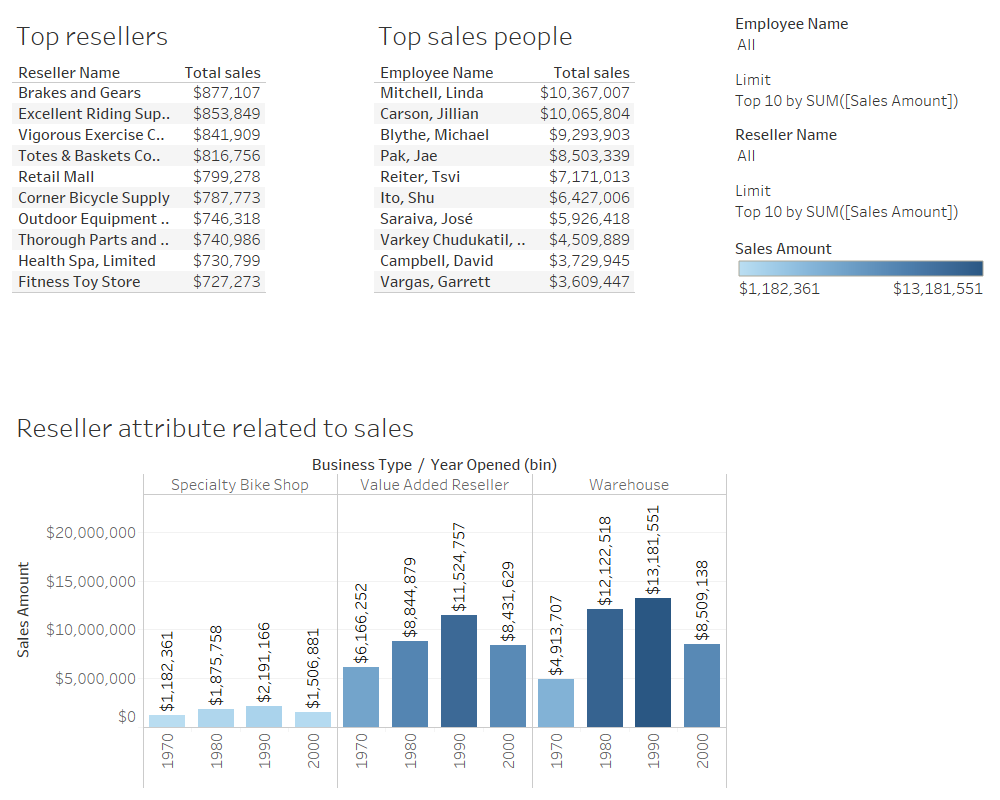 Top resellers
Reseller Name Total sales
Brakes and Gears $877,107
Excellent Riding Sup.. $853,849
Vigorous Exercise C.. $841,909
Totes & Baskets Co.. $816,756
Retail Mall $799,278
Corner Bicycle Supply $787,773
Outdoor Equipment .. $746,318
Thorough Parts and .. $740,986
Health Spa, Limited $730,799
Fitness Toy Store $727,273
Top sales people
Employee Name Total sales
Mitchell, Linda $10,367,007
Carson, Jillian $10,065,804
Blythe, Michael $9,293,903
Pak, Jae $8,503,339
Reiter, Tsvi $7,171,013
Ito, Shu $6,427,006
Saraiva, José $5,926,418
Varkey Chudukatil, .. $4,509,889
Campbell, David $3,729,945
Vargas, Garrett $3,609,447
Employee Name
All
Limit
Top 10 by SUM([Sales Amount])
Reseller Name
All
Limit
Top 10 by SUM([Sales Amount])
Sales Amount
$1,182,361 $13,181,551
Reseller attribute related to sales
Business Type / Year Opened (bin)
Specialty Bike Shop Value Added Reseller Warehouse
Sales Amount
$20,000,000
$15,000,000
$10,000,000
$5,000,000
$0
$1,182,361
$1,875,758
$2,191,166
$1,506,881
$6,166,252
$8,844,879
$11,524,757
$8,431,629
$4,913,707
$12,122,518
$13,181,551
$8,509,138
1970 1980 1990 2000 1970 1980 1990 2000 1970 1980 1990 2000